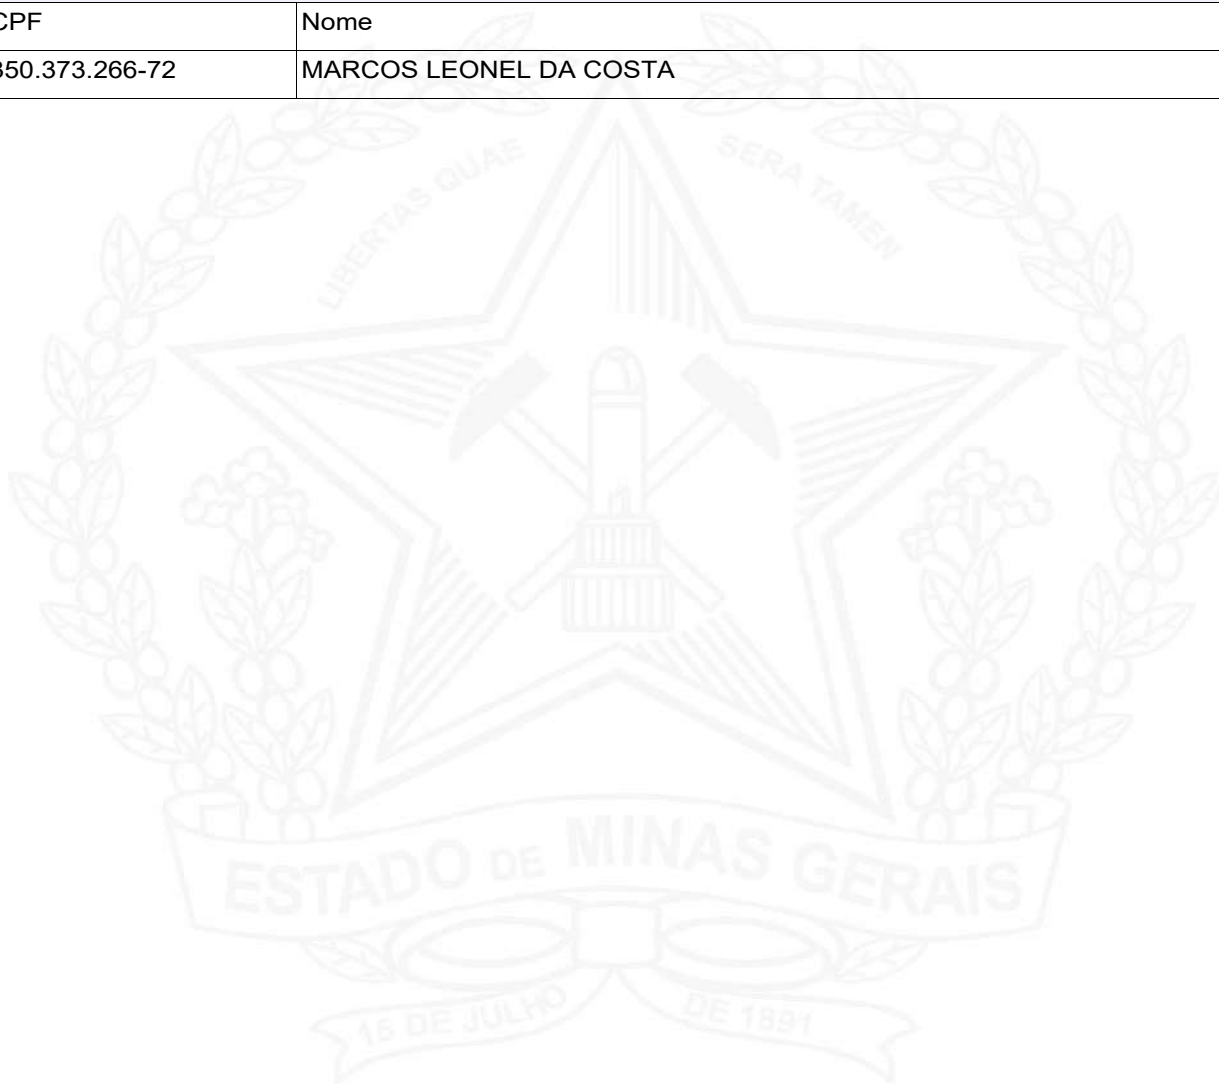 CPF Nome
350.373.266-72 MARCOS LEONEL DA COSTA
LIBERTAS QUAE SERA TAMEN
ESTADO DE MINAS GERAIS
15 DE JULHO DE 1891